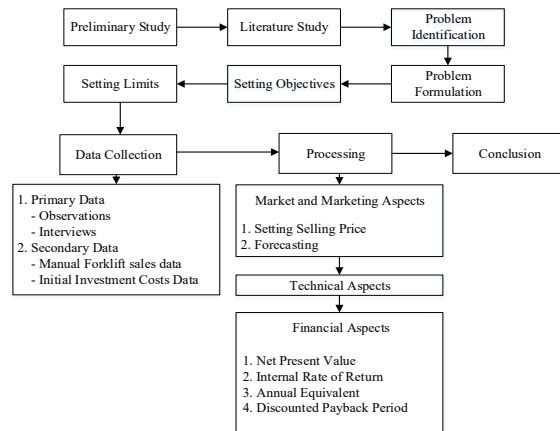 Preliminary Study
Literature Study
Problem
Identification
Setting Limits
Setting Objectives
Problem
Formulation
Data Collection
Processing
Conclusion
1. Primary Data
- Observations
- Interviews
2. Secondary Data
- Manual Forklift sales data
- Initial Investment Costs Data
Market and Marketing Aspects
1. Setting Selling Price
2. Forecasting
Technical Aspects
Financial Aspects
1. Net Present Value
2. Internal Rate of Return
3. Annual Equivalent
4. Discounted Payback Period